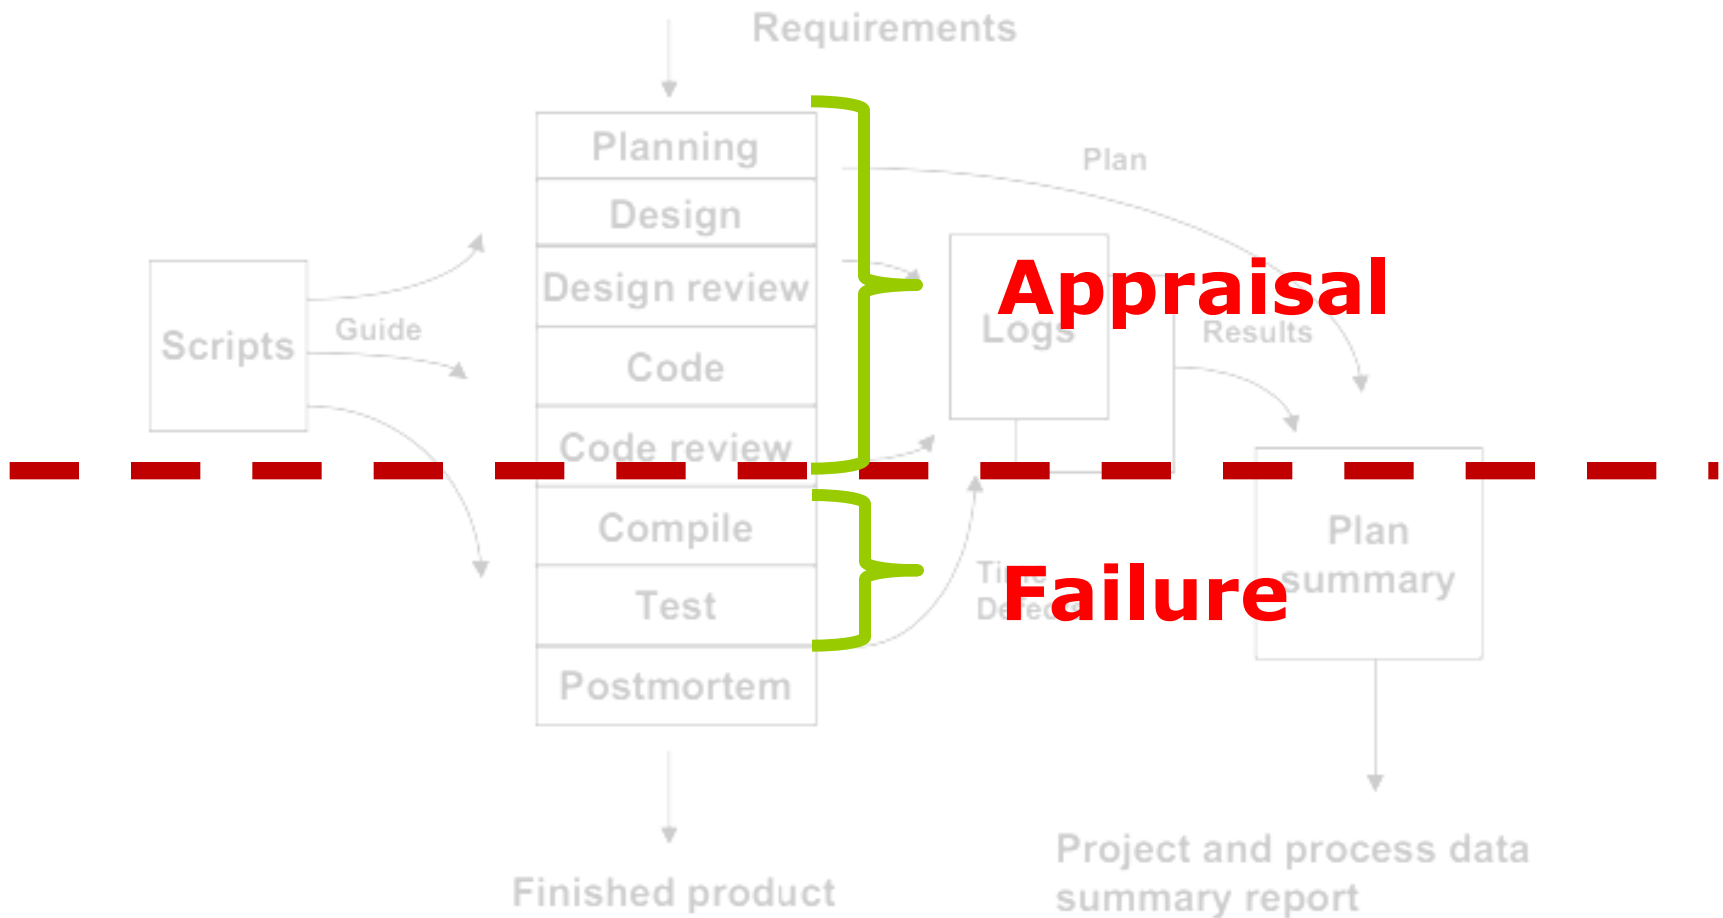 Requirements
Planning
Design
Design review
Code
Code review
Compile
Test
Postmortem
Finished product
Scripts
Guide
Plan
Logs
Results
Appraisal
Failure
Plan
summary
Project and process data
summary report